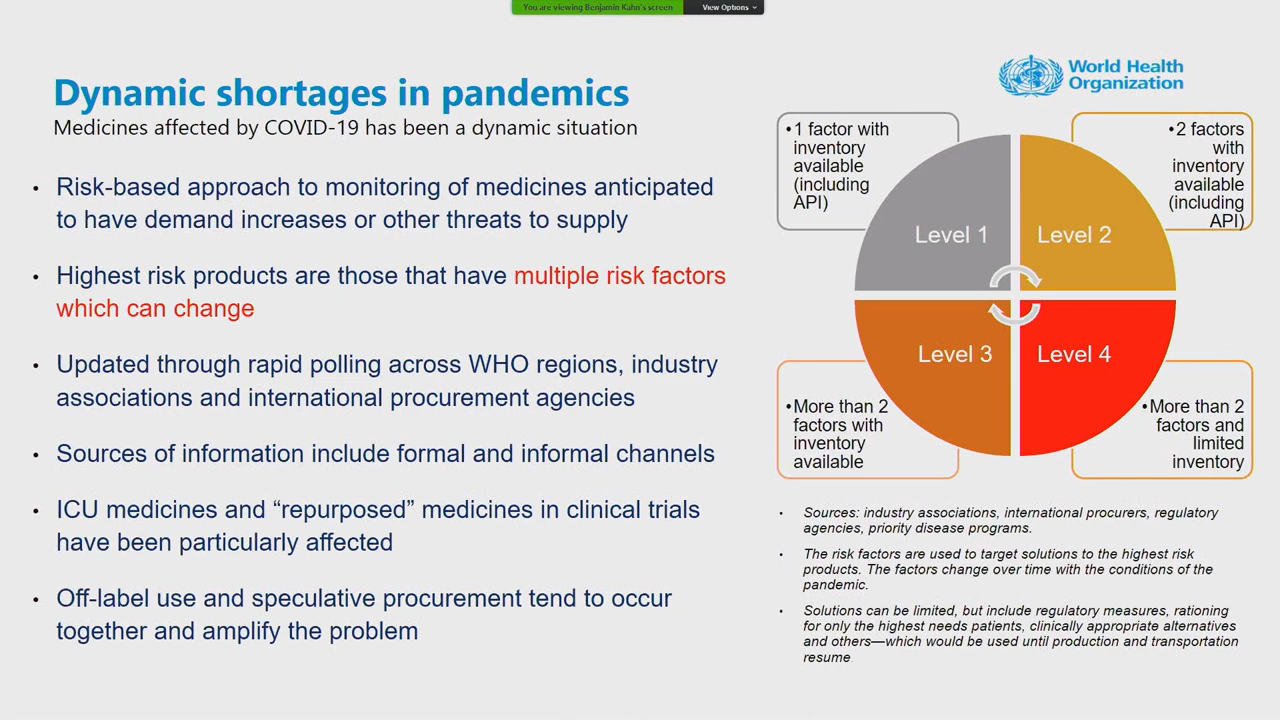 You are viewing Benjamin Kahn's screen
View Options
Dynamic shortages in pandemics
Medicines affected by COVID-19 has been a dynamic situation
World Health
Organization
• Risk-based approach to monitoring of medicines anticipated
to have demand increases or other threats to supply
• Highest risk products are those that have multiple risk factors
which can change
• Updated through rapid polling across WHO regions, industry
associations and international procurement agencies
• Sources of information include formal and informal channels
• ICU medicines and “repurposed” medicines in clinical trials
have been particularly affected
• Off-label use and speculative procurement tend to occur
together and amplify the problem
•1 factor with
inventory
available
(including
API)
•2 factors
with
inventory
available
(including
API)
Level 1
Level 2
Level 3
Level 4
•More than 2
factors with
inventory
available
•More than 2
factors and
limited
inventory
• Sources: industry associations, international procurers, regulatory
agencies, priority disease programs.
• The risk factors are used to target solutions to the highest risk
products. The factors change over time with the conditions of the
pandemic.
• Solutions can be limited, but include regulatory measures, rationing
for only the highest needs patients, clinically appropriate alternatives
and others—which would be used until production and transportation
resume